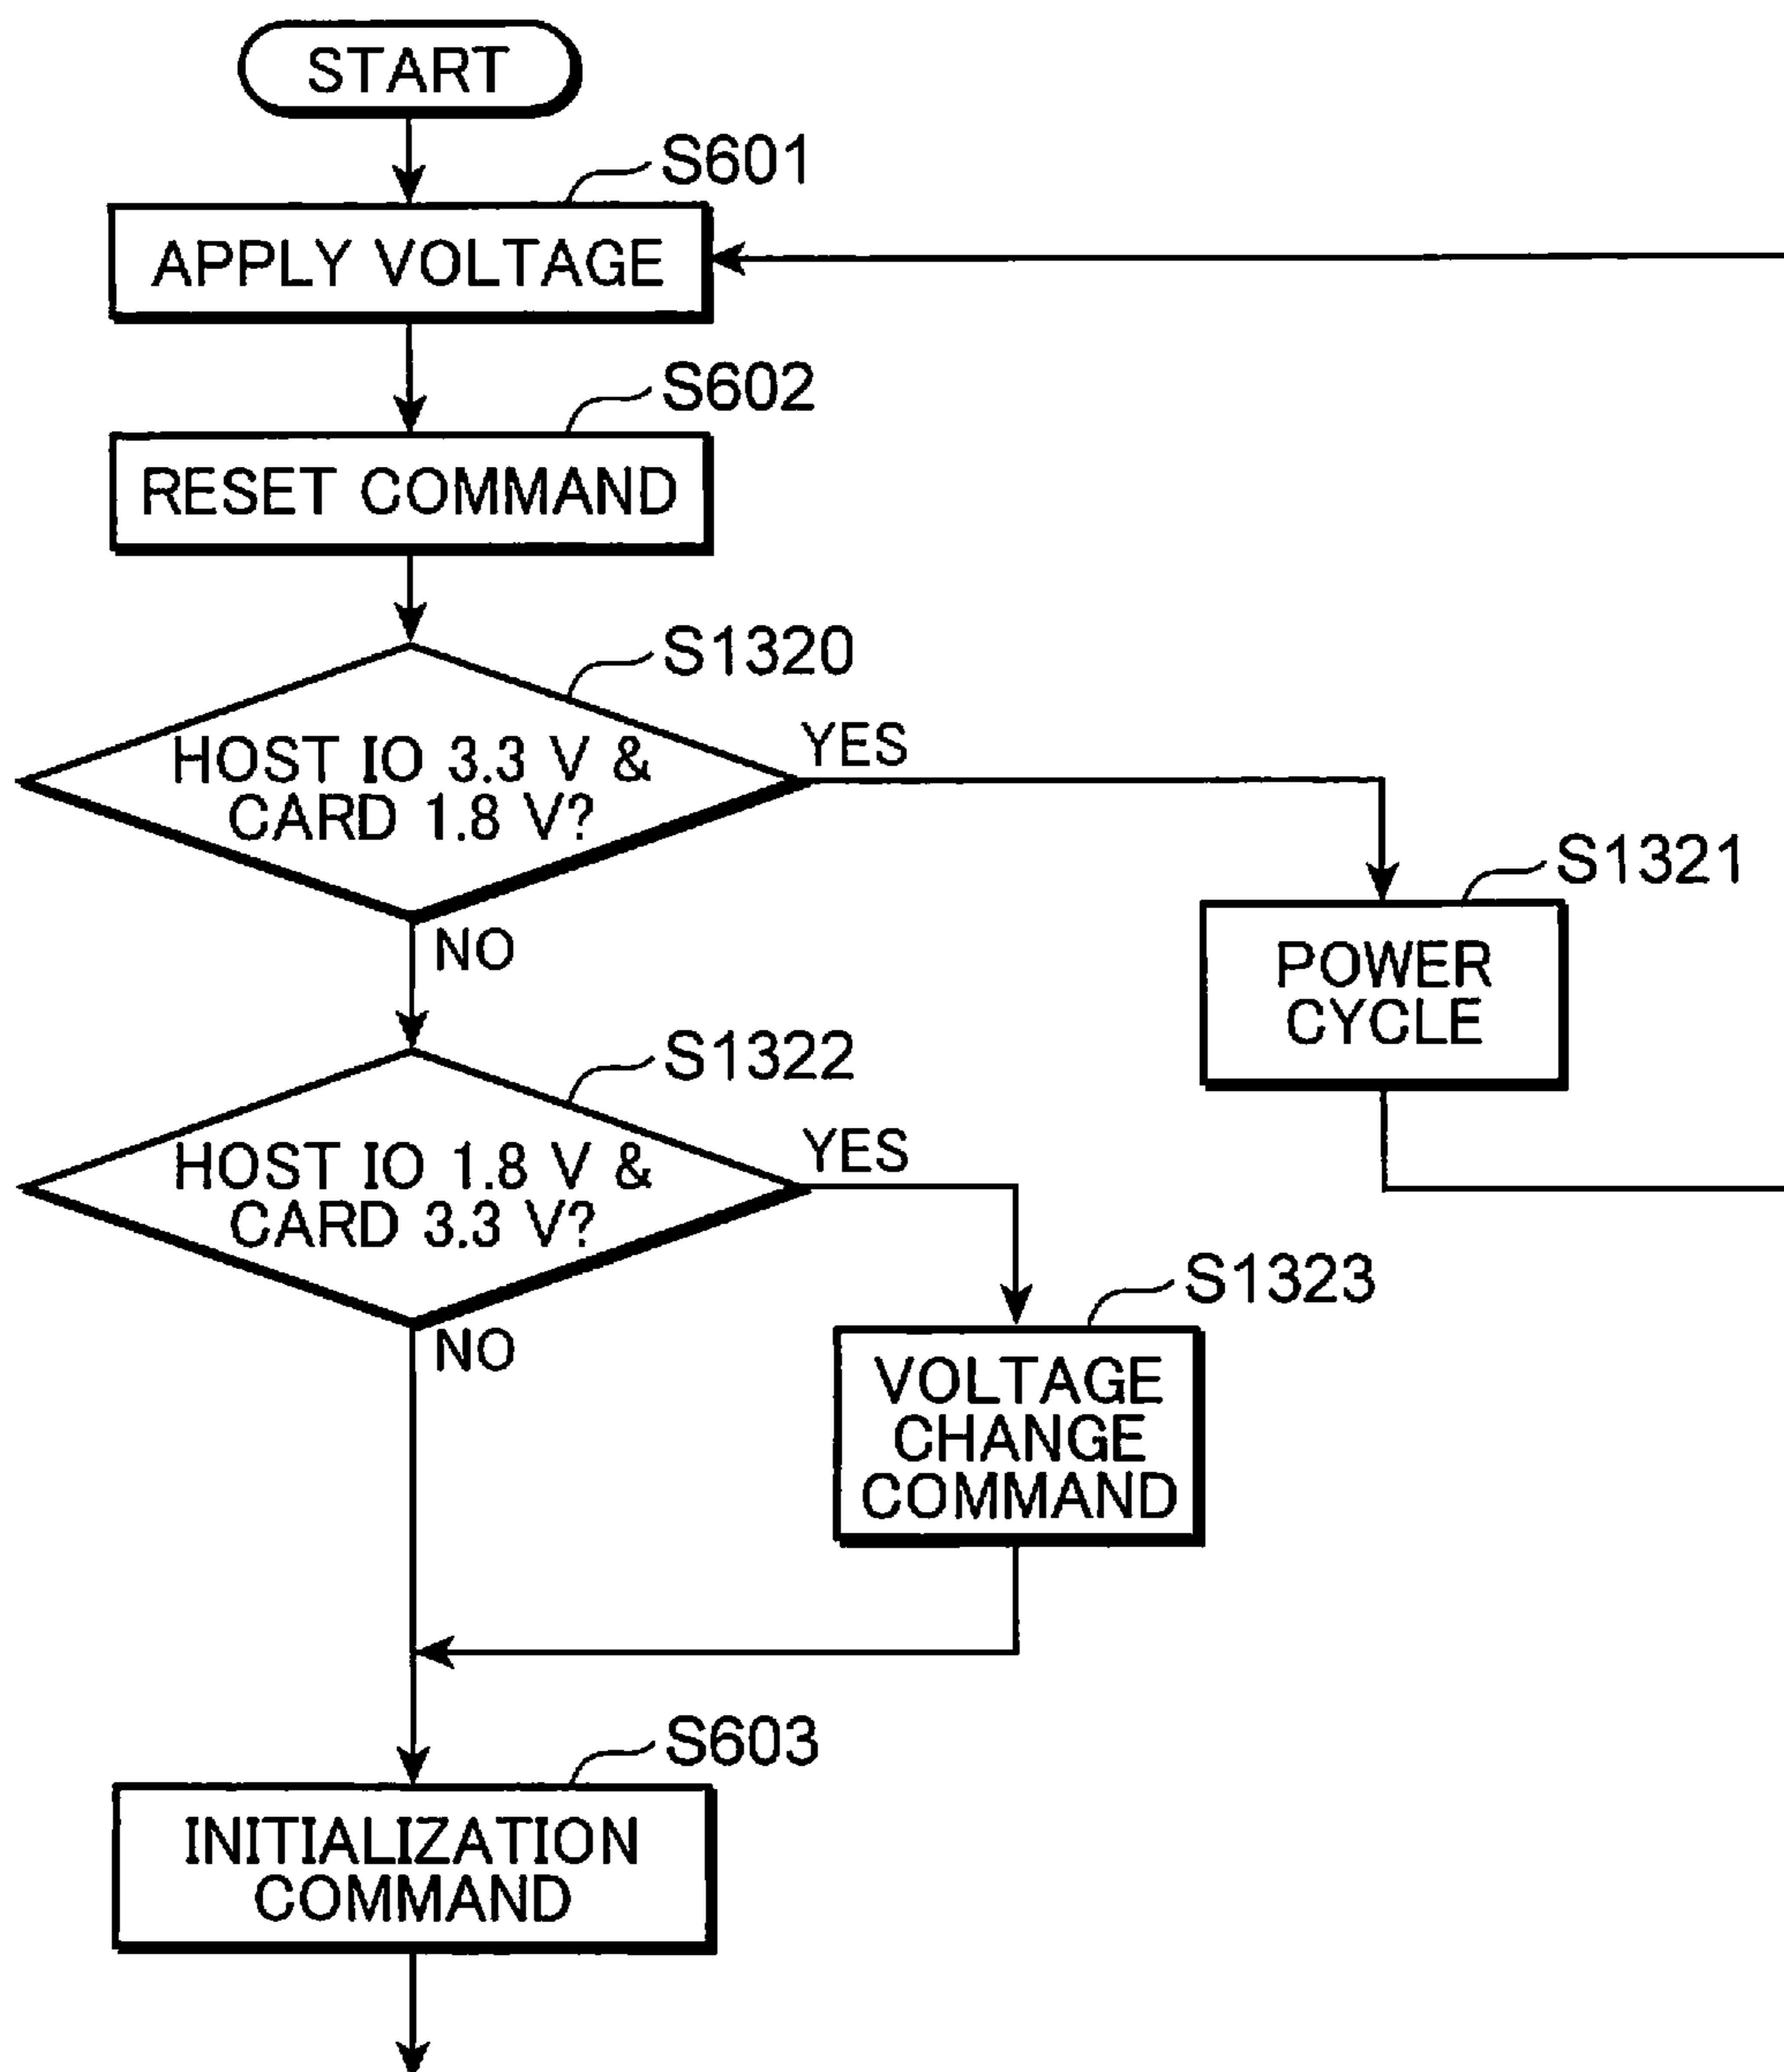 START
S601
APPLY VOLTAGE
S602
RESET COMMAND
S1320
HOST IO 3.3 V &
CARD 1.8 V?
YES
S1321
POWER
CYCLE
NO
S1322
HOST IO 1.8 V &
CARD 3.3 V?
YES
S1323
VOLTAGE
CHANGE
COMMAND
NO
S603
INITIALIZATION
COMMAND